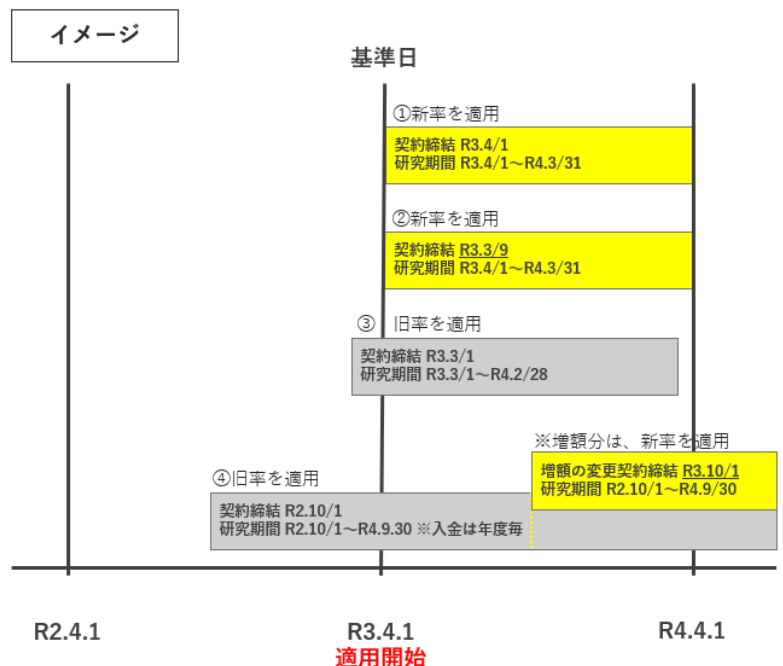 イメージ
基準日
①新率を適用
契約締結 R3.4/1
研究期間 R3.4/1～R4.3/31
②新率を適用
契約締結 R3.3/9
研究期間 R3.4/1～R4.3/31
③　旧率を適用
契約締結 R3.3/1
研究期間 R3.3/1～R4.2/28
※増額分は、新率を適用
増額の変更契約締結 R3.10/1
研究期間 R2.10/1～R4.9/30
④旧率を適用
契約締結 R2.10/1
研究期間 R2.10/1～R4.9.30 ※入金は年度毎
R2.4.1
R3.4.1
R4.4.1
適用開始